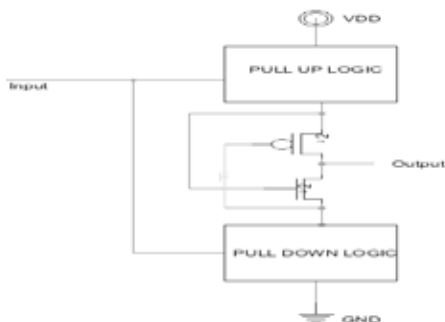 VDD
PULL UP LOGIC
Input
Output
PULL DOWN LOGIC
GND